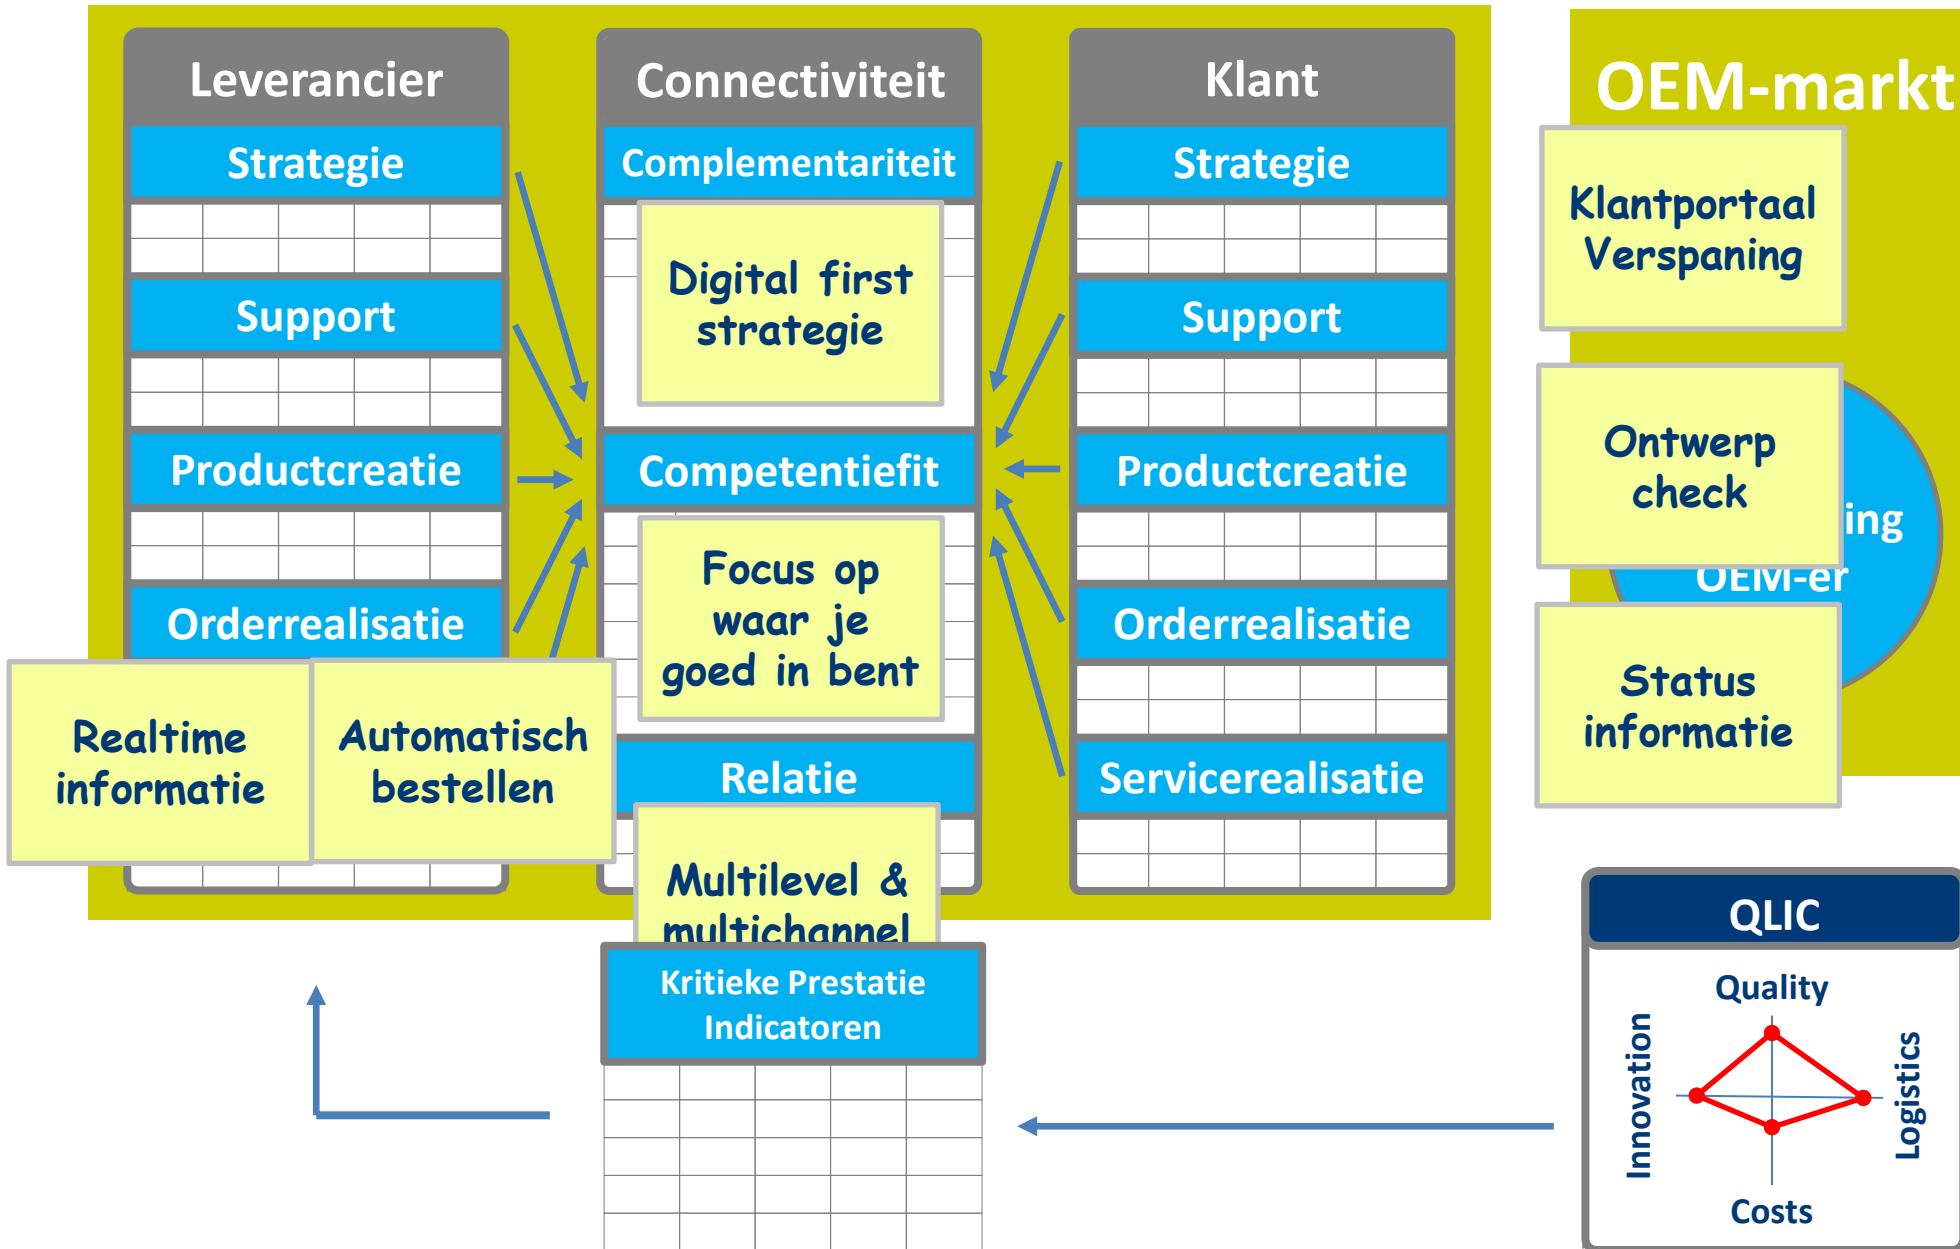 Leverancier
Strategie
Support
Productcreatie
Orderrealisatie
Realtime
informatie
Automatisch
bestellen
Connectiviteit
Complementariteit
Digital first
strategie
Competentiefit
Focus op
waar je
goed in bent
Relatie
Multilevel &
multichannel
Kritieke Prestatie
Indicatoren
Klant
Strategie
Support
Productcreatie
Orderrealisatie
Servicerealisatie
OEM-markt
Klantportaal
Verspaning
Ontwerp
check
ing
OEM-er
Status
informatie
QLIC
Quality
Innovation
Logistics
Costs